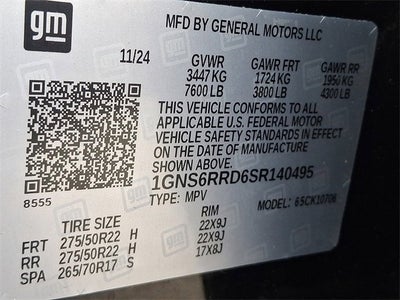 gm
MFD BY GENERAL MOTORS LLC
11/24 GVWR GAWR FRT GAWR RR
3447 KG 1724 KG 1950 KG
7600 LB 3800 LB 4300 LB
THIS VEHICLE CONFORMS TO ALL
APPLICABLE U.S. FEDERAL MOTOR
VEHICLE SAFETY
STANDARDS IN EFFECT ON THE DATE OF MANUFACTURE
SHOWN ABOVE.
1GNS6RRD6SR140495
8555
TYPE: MPV MODEL: 65CK10706
TIRE SIZE RIM
FRT 275/50R22 H 22X9J
RR 275/50R22 H 22X9J
SPA 265/70R17 S 17X8J